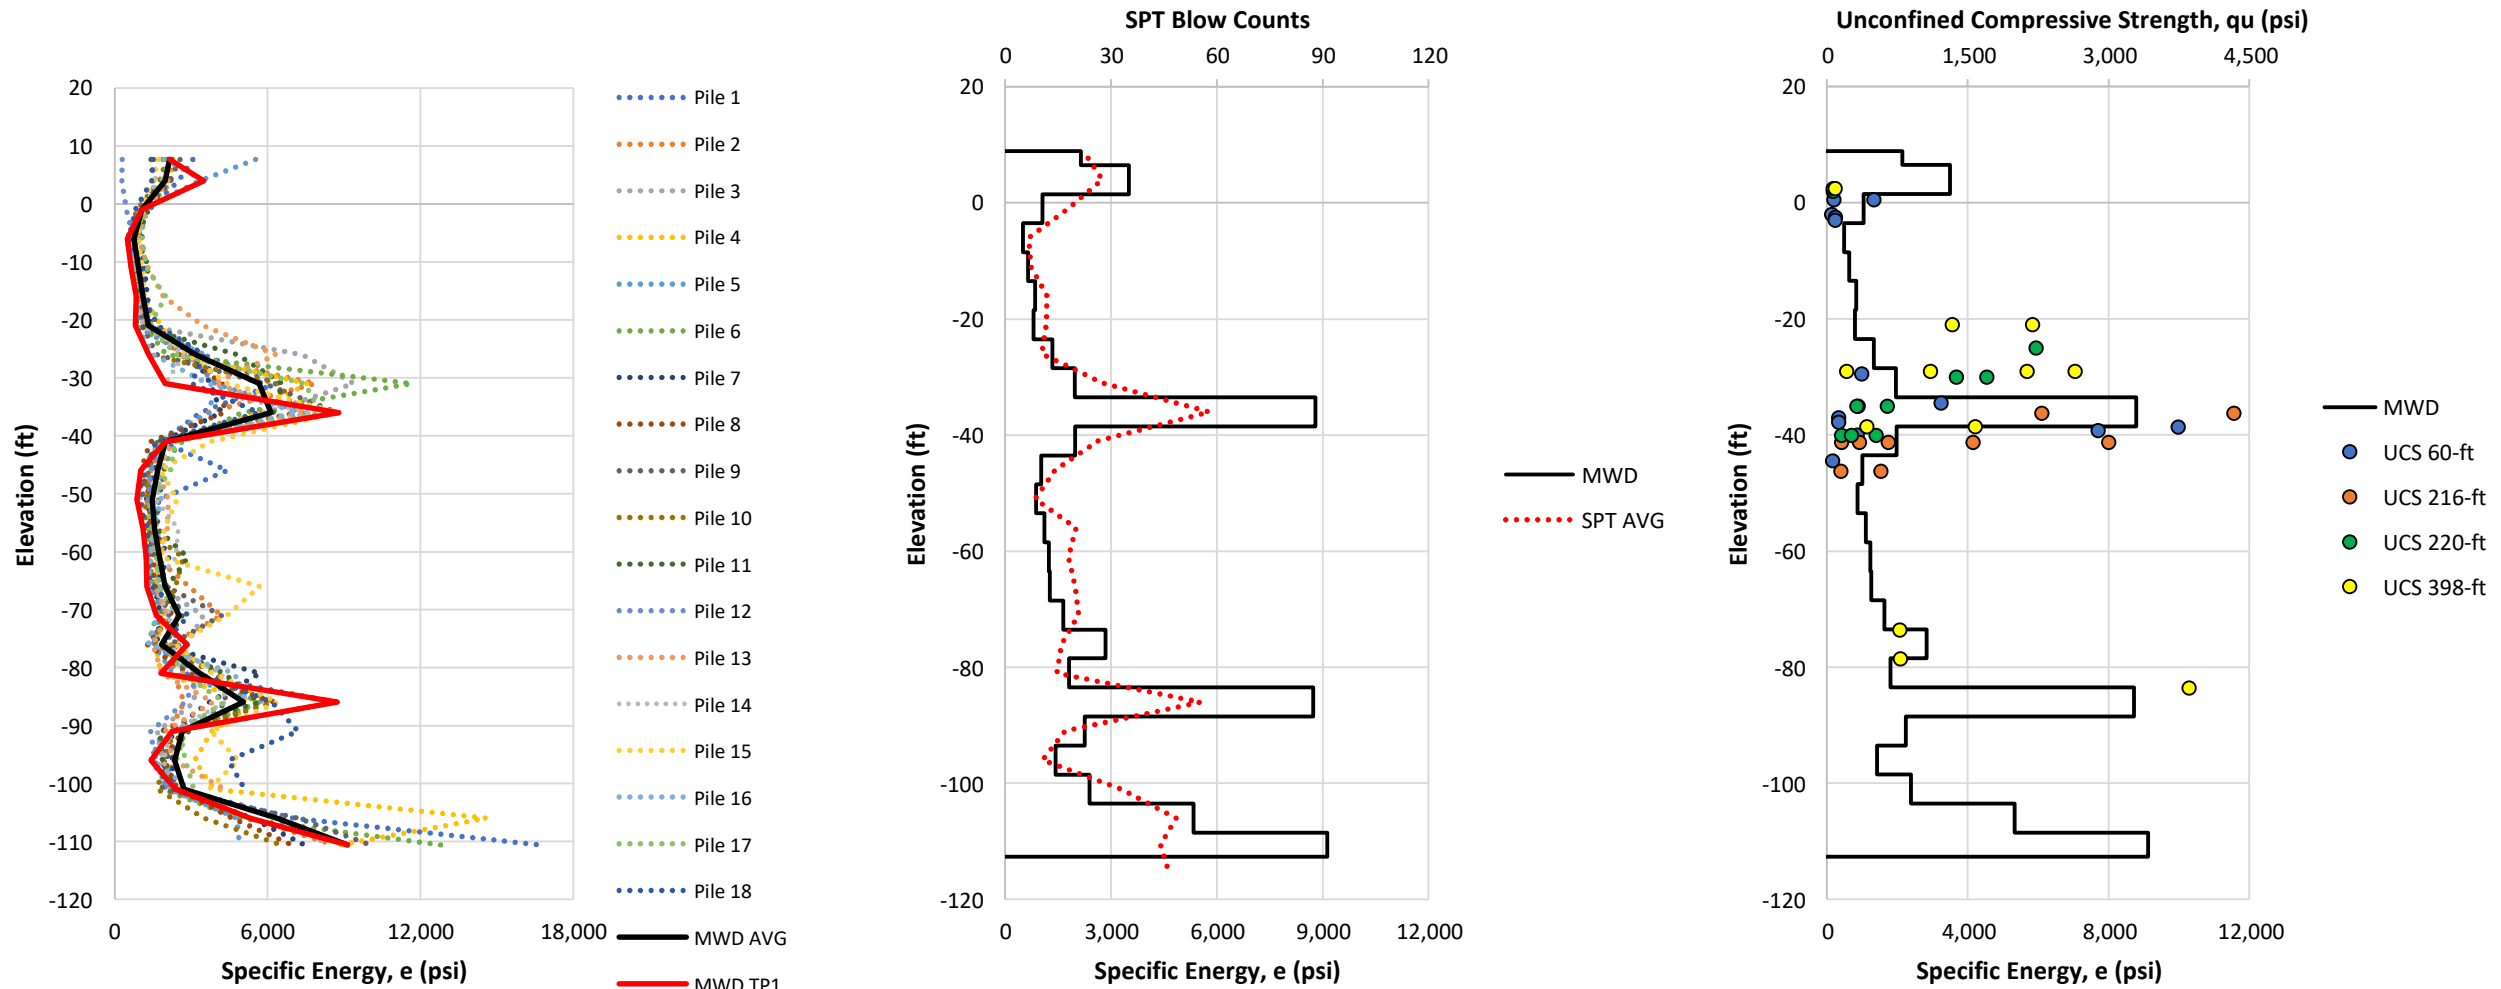 20
10
0
-10
-20
-30
-40
-50
-60
-70
-80
-90
-100
-110
-120
Elevation (ft)
0 6,000 12,000 18,000
Specific Energy, e (psi)
Pile 1
Pile 2
Pile 3
Pile 4
Pile 5
Pile 6
Pile 7
Pile 8
Pile 9
Pile 10
Pile 11
Pile 12
Pile 13
Pile 14
Pile 15
Pile 16
Pile 17
Pile 18
MWD AVG
MWD TP1
SPT Blow Counts
0 30 60 90 120
20
0
-20
-40
-60
-80
-100
-120
Elevation (ft)
0 3,000 6,000 9,000 12,000
Specific Energy, e (psi)
MWD
SPT AVG
Unconfined Compressive Strength, qu (psi)
0 1,500 3,000 4,500
20
0
-20
-40
-60
-80
-100
-120
Elevation (ft)
0 4,000 8,000 12,000
Specific Energy, e (psi)
MWD
UCS 60-ft
UCS 216-ft
UCS 220-ft
UCS 398-ft